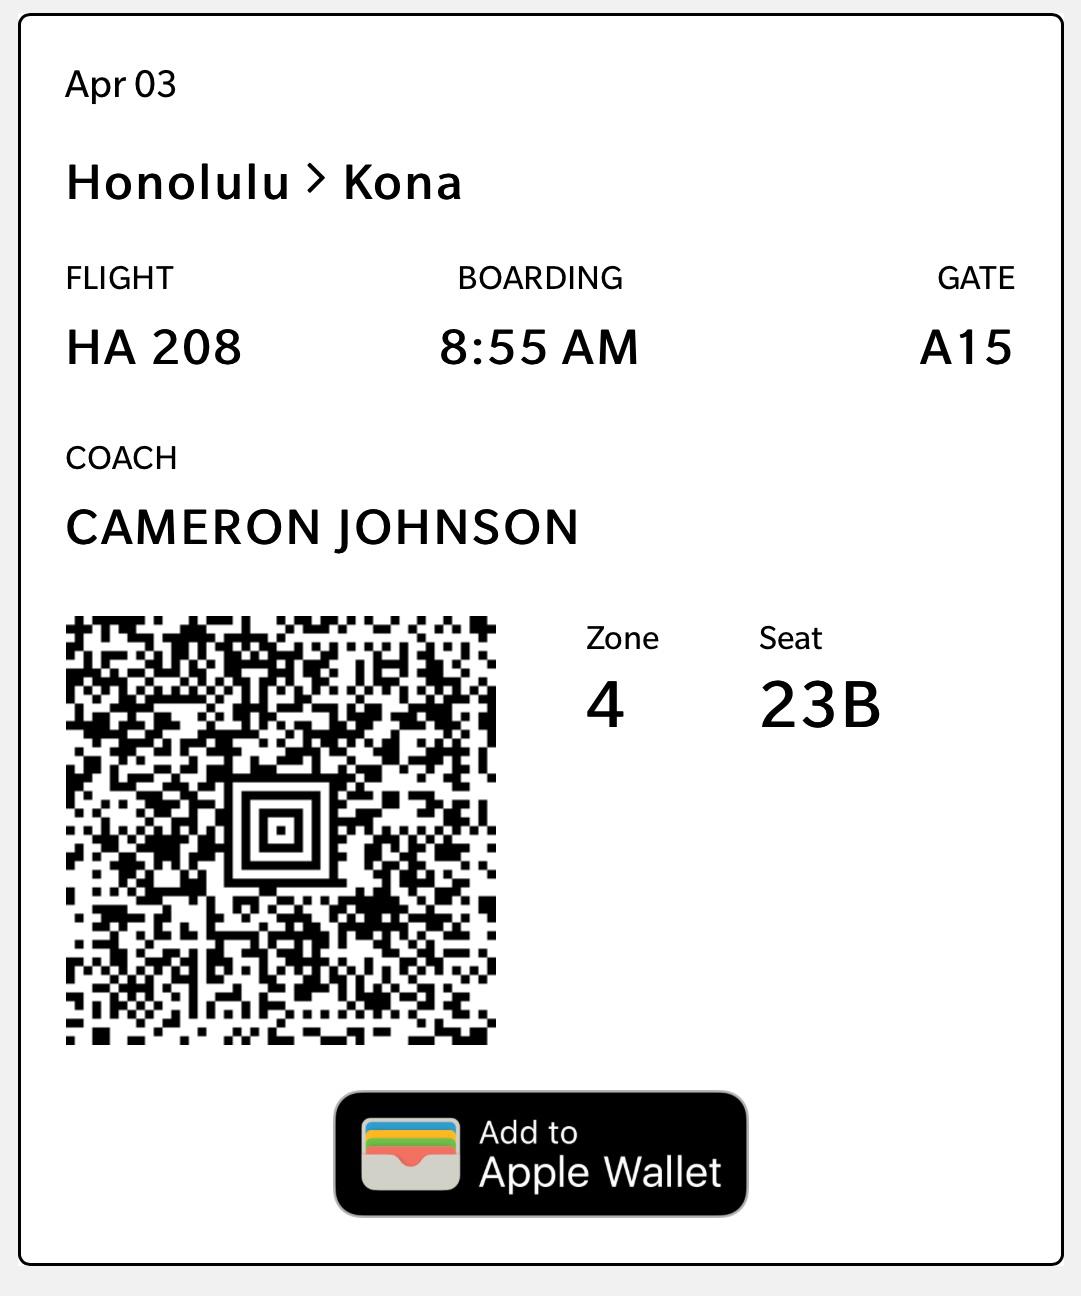 Apr 03
Honolulu > Kona
FLIGHT BOARDING GATE
HA 208 8:55 AM A15
COACH
CAMERON JOHNSON
Zone Seat
4 23B
Add to
Apple Wallet